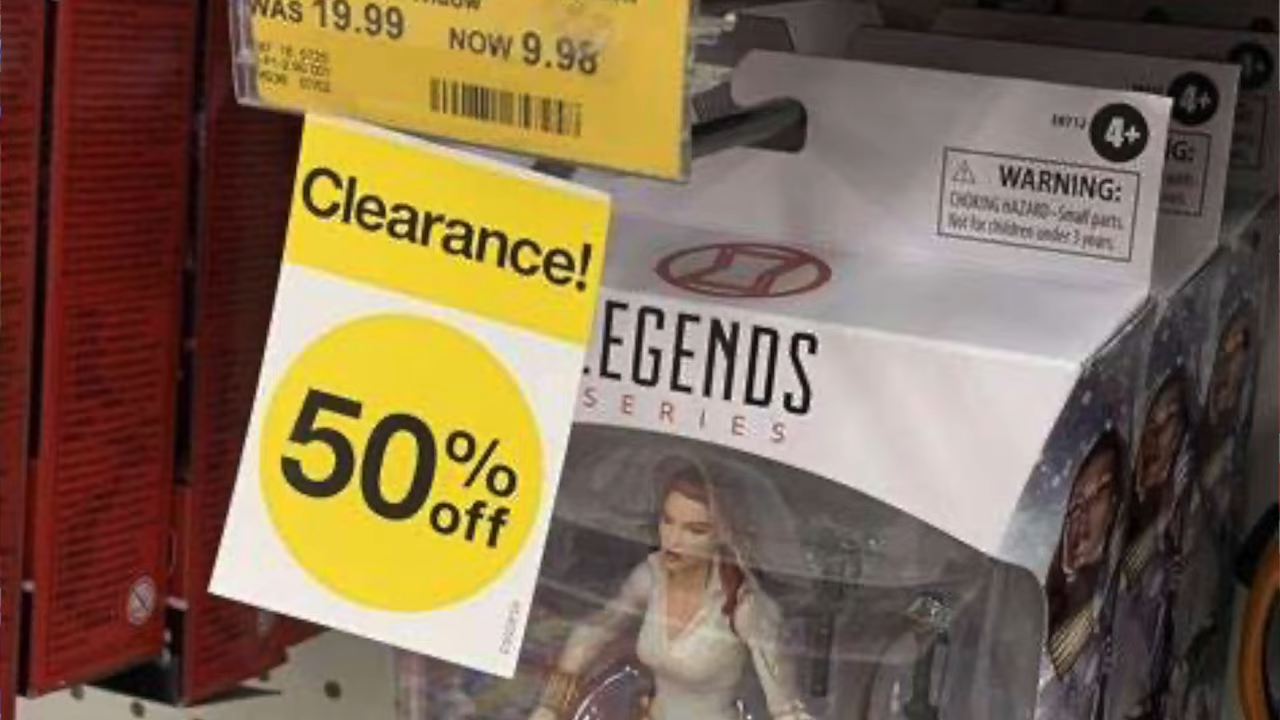 WAS 19.99 NOW 9.98
Clearance!
50%
off
4+
WARNING:
CHOKING HAZARD - Small parts.
Not for children under 3 years.
4+
LEGENDS
SERIES